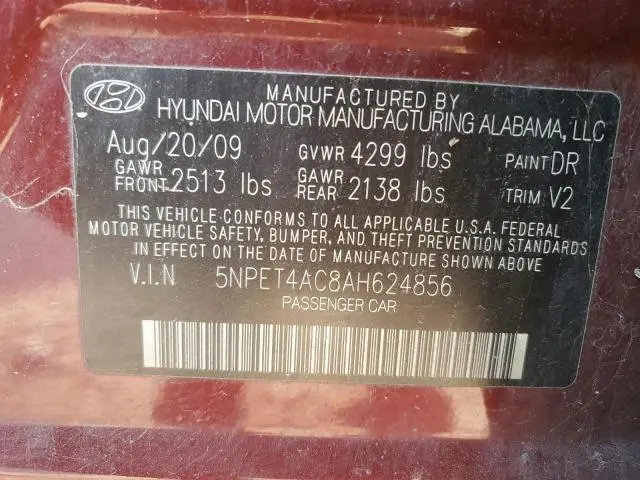 MANUFACTURED BY
HYUNDAI MOTOR MANUFACTURING ALABAMA, LLC
Aug/20/09 GVWR 4299 lbs PAINT DR
GAWR FRONT 2513 lbs GAWR REAR 2138 lbs TRIM V2
THIS VEHICLE CONFORMS TO ALL APPLICABLE U.S.A. FEDERAL
MOTOR VEHICLE SAFETY, BUMPER, AND THEFT PREVENTION STANDARDS
IN EFFECT ON THE DATE OF MANUFACTURE SHOWN ABOVE
V.I.N 5NPET4AC8AH624856
PASSENGER CAR